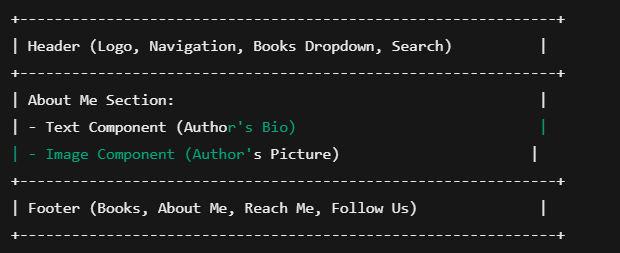 +--------------------------------------------------------------+
| Header (Logo, Navigation, Books Dropdown, Search)          |
+--------------------------------------------------------------+
| About Me Section:                                          |
| - Text Component (Author's Bio)                            |
| - Image Component (Author's Picture)                      |
+--------------------------------------------------------------+
| Footer (Books, About Me, Reach Me, Follow Us)              |
+--------------------------------------------------------------+